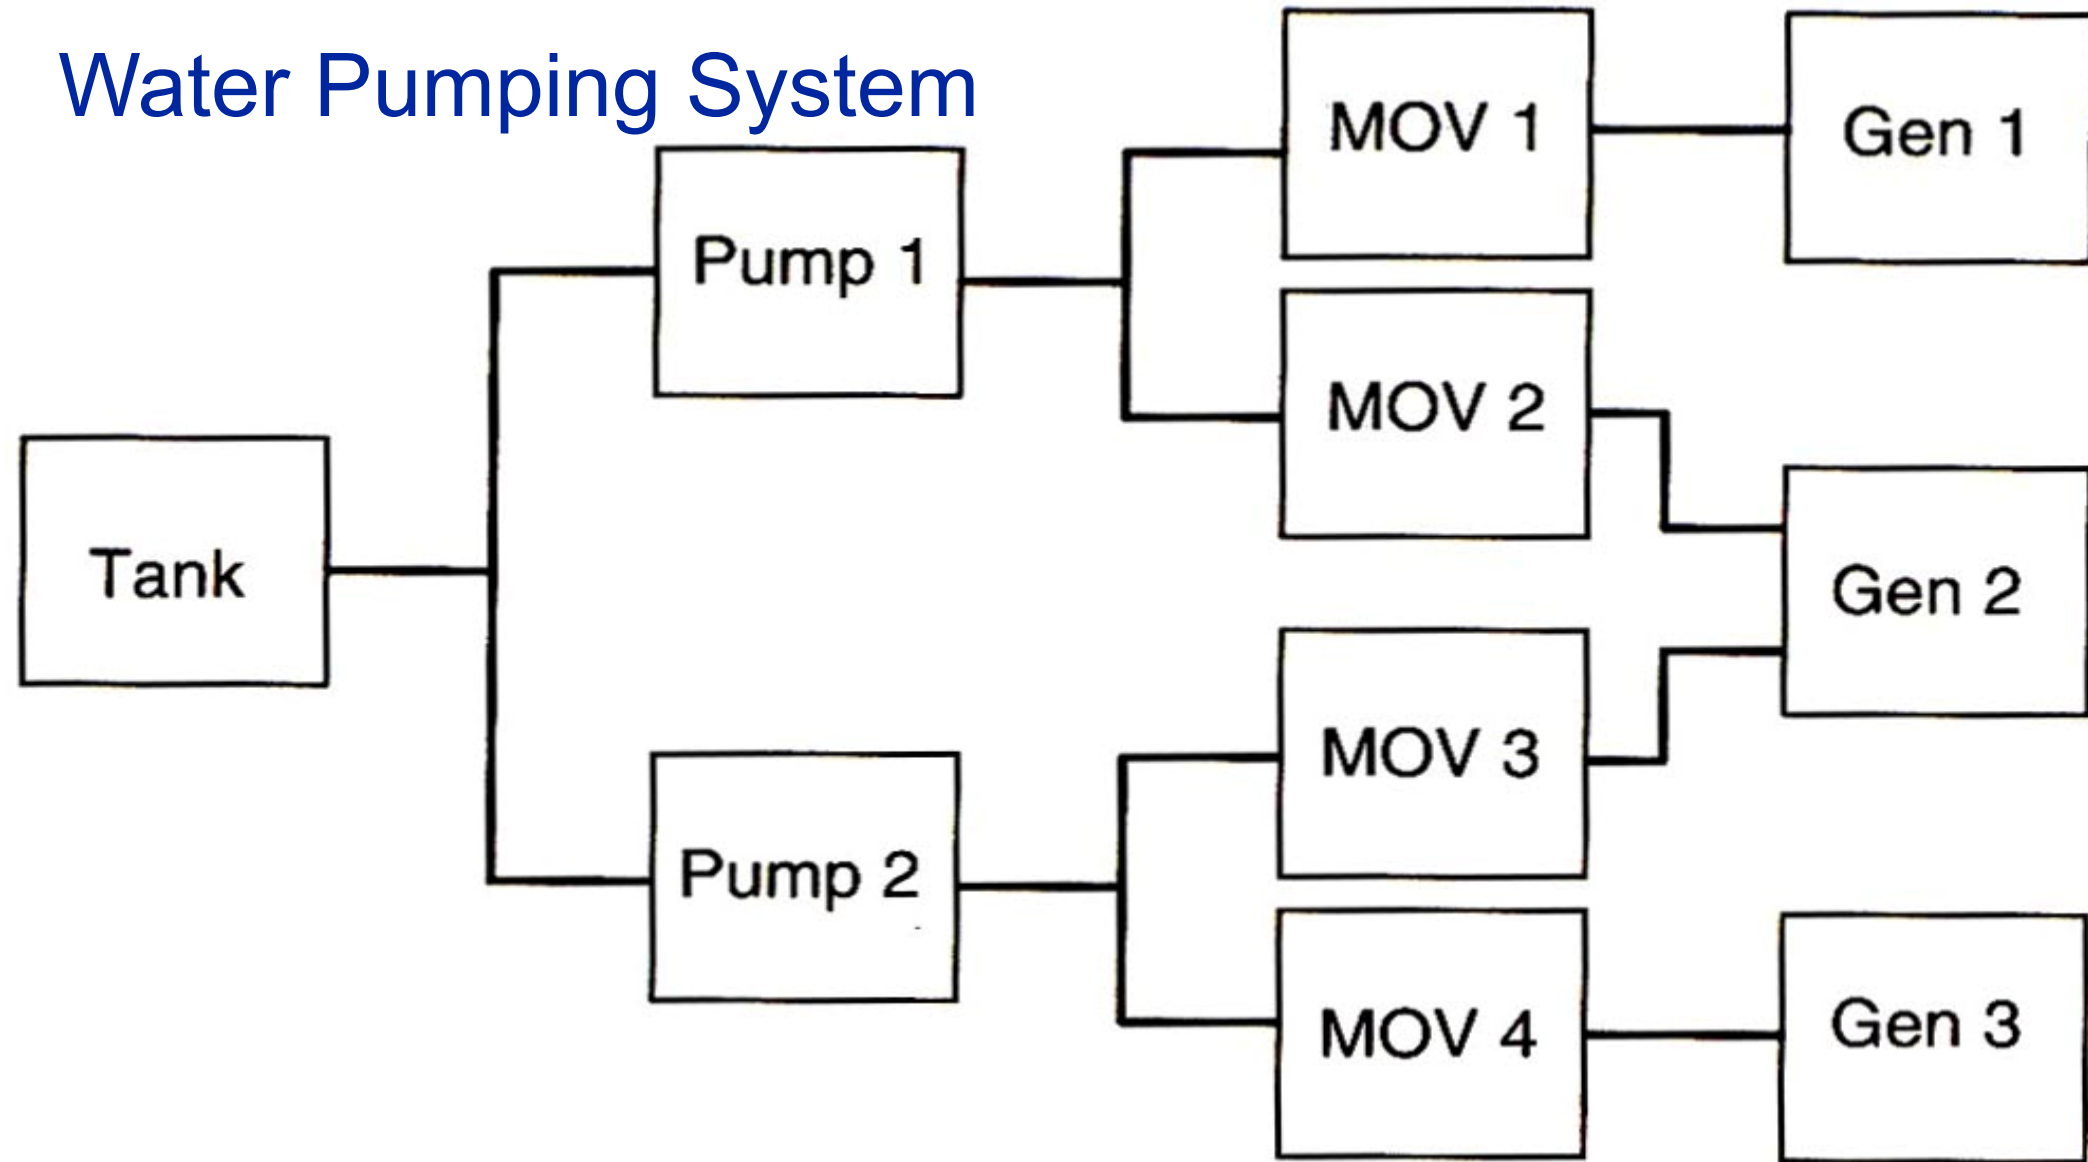 Water Pumping System
MOV 1
Gen 1
Pump 1
MOV 2
Tank
Gen 2
MOV 3
Pump 2
MOV 4
Gen 3